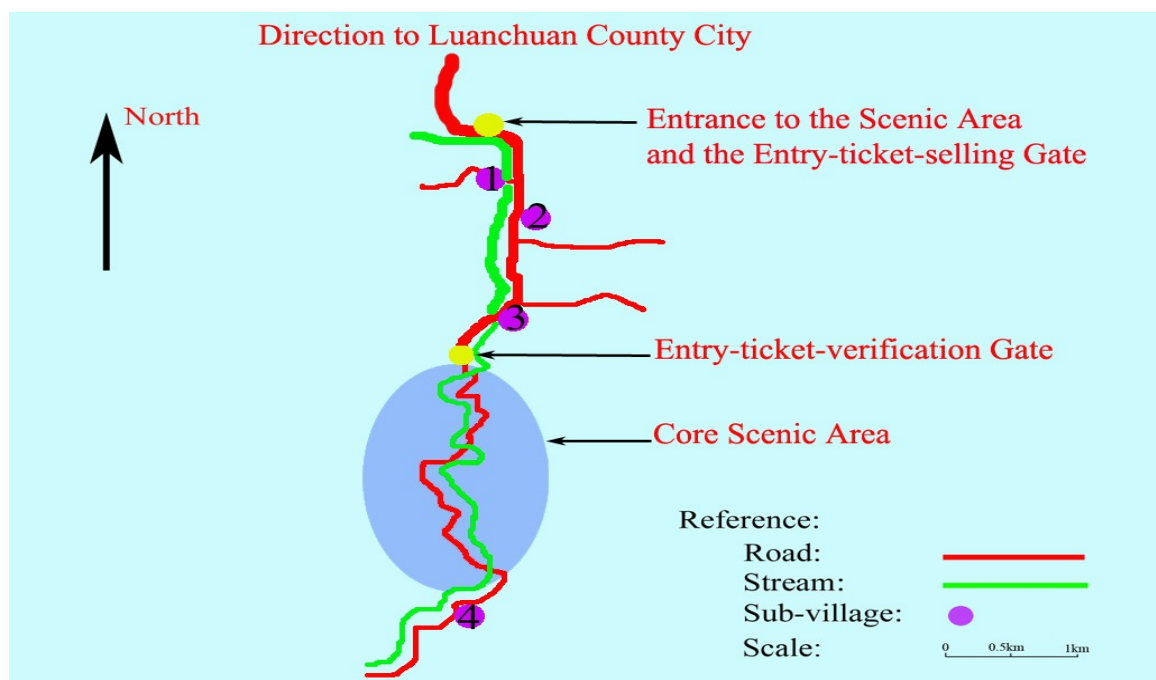 Direction to Luanchuan County City
North
Entrance to the Scenic Area
and the Entry-ticket-selling Gate
1
2
3
Entry-ticket-verification Gate
Core Scenic Area
4
Reference:
Road:
Stream:
Sub-village:
Scale:
0 0.5km 1km